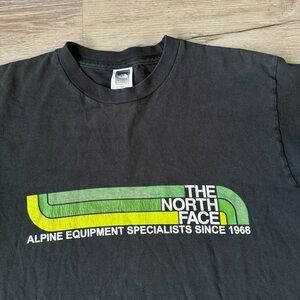 THE
NORTH
FACE
ALPINE EQUIPMENT SPECIALISTS SINCE 1968